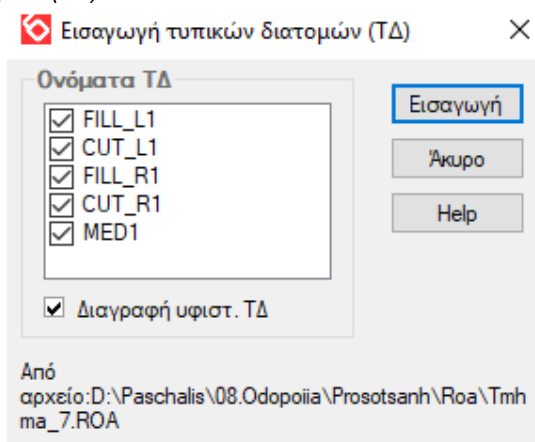 Εισαγωγή τυπικών διατομών (ΤΔ)
Ονόματα ΤΔ
FILL_L1
CUT_L1
FILL_R1
CUT_R1
MED1
Διαγραφή υφιστ. ΤΔ
Εισαγωγή
Άκυρο
Help
Από
αρχείο:D:\Paschalis\08.Odopoiia\Prosotsanh\Roa\Tmh
ma_7.ROA